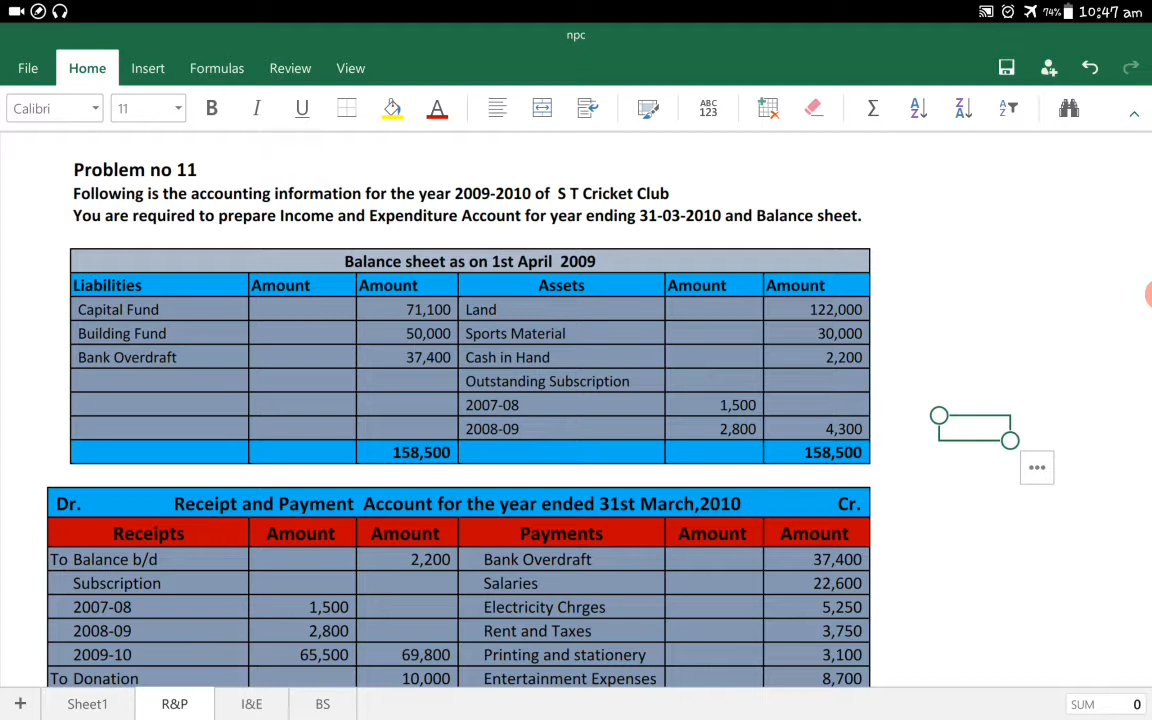 74% 10:47 am
npc
File Home Insert Formulas Review View
Calibri 11 B I U A ABC 123 Σ A Z Z A A Z
Problem no 11
Following is the accounting information for the year 2009-2010 of S T Cricket Club
You are required to prepare Income and Expenditure Account for year ending 31-03-2010 and Balance sheet.
Balance sheet as on 1st April 2009
Liabilities Amount Amount Assets Amount Amount
Capital Fund 71,100 Land 122,000
Building Fund 50,000 Sports Material 30,000
Bank Overdraft 37,400 Cash in Hand 2,200
Outstanding Subscription
2007-08 1,500
2008-09 2,800 4,300
158,500 158,500
Dr. Receipt and Payment Account for the year ended 31st March,2010 Cr.
Receipts Amount Amount Payments Amount Amount
To Balance b/d 2,200 Bank Overdraft 37,400
Subscription Salaries 22,600
2007-08 1,500 Electricity Chrges 5,250
2008-09 2,800 Rent and Taxes 3,750
2009-10 65,500 69,800 Printing and stationery 3,100
To Donation 10,000 Entertainment Expenses 8,700
+ Sheet1 R&P I&E BS SUM 0